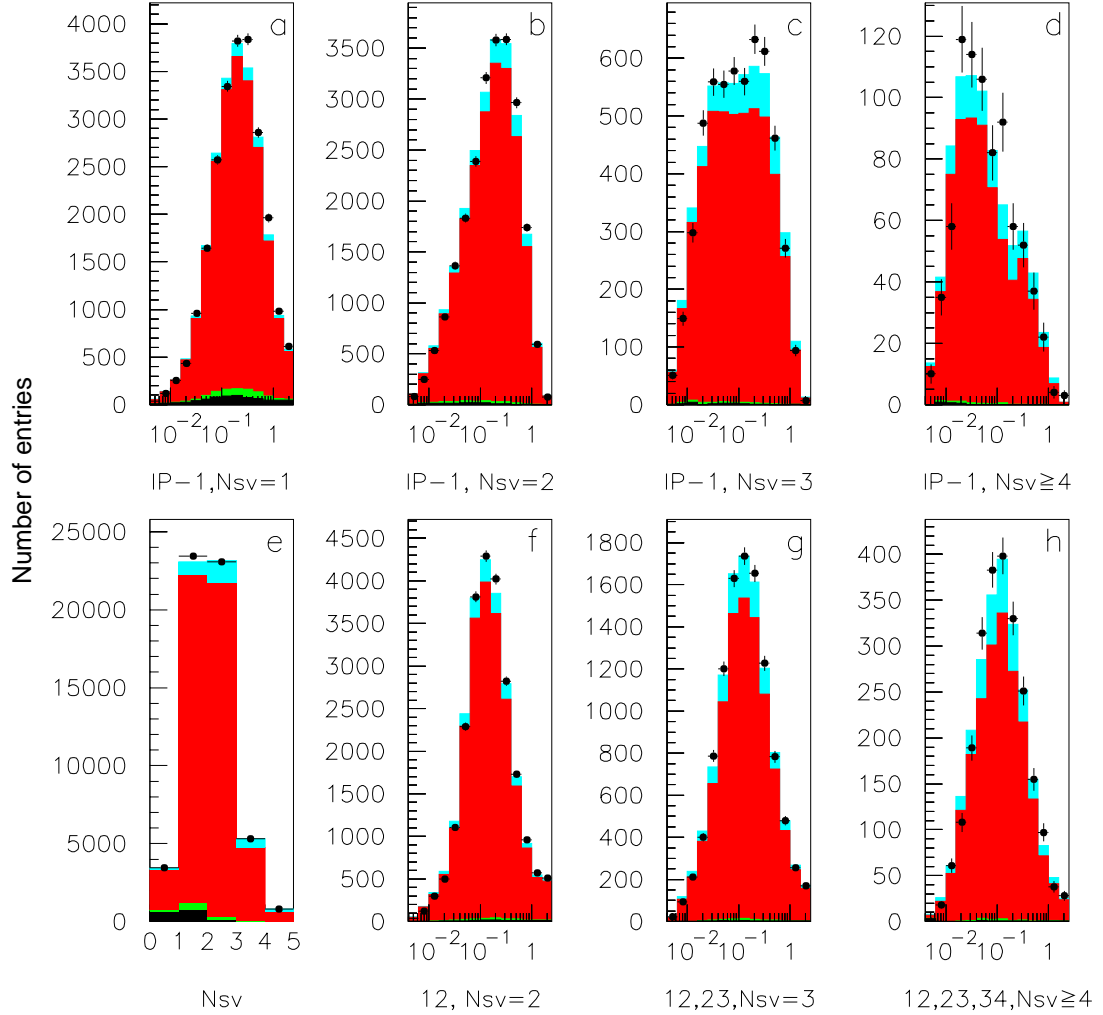 Number of entries
a
4000
3500
3000
2500
2000
1500
1000
500
0
10⁻² 10⁻¹ 1
IP−1,Nsv=1
b
3500
3000
2500
2000
1500
1000
500
0
10⁻² 10⁻¹ 1
IP−1, Nsv=2
c
600
500
400
300
200
100
0
10⁻² 10⁻¹ 1
IP−1, Nsv=3
d
120
100
80
60
40
20
0
10⁻² 10⁻¹ 1
IP−1, Nsv≧4
e
25000
20000
15000
10000
5000
0
0 1 2 3 4 5
Nsv
f
4500
4000
3500
3000
2500
2000
1500
1000
500
0
10⁻² 10⁻¹ 1
12, Nsv=2
g
1800
1600
1400
1200
1000
800
600
400
200
0
10⁻² 10⁻¹ 1
12,23,Nsv=3
h
400
350
300
250
200
150
100
50
0
10⁻² 10⁻¹ 1
12,23,34,Nsv≧4